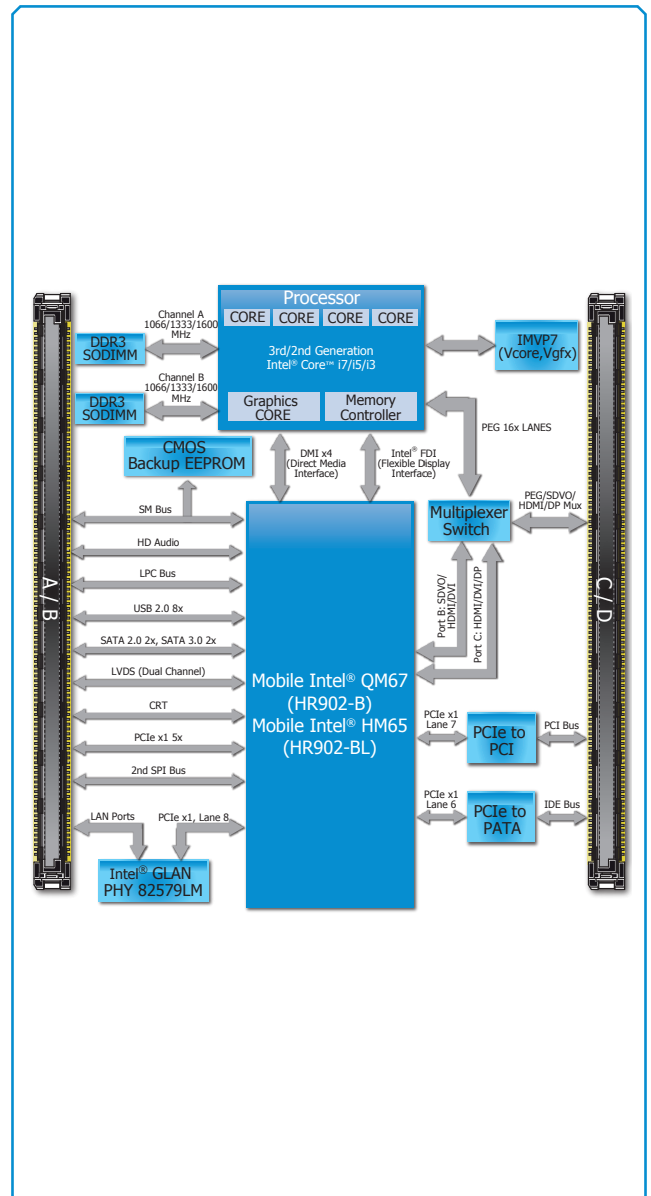 Processor
CORE CORE CORE CORE
3rd/2nd Generation
Intel® Core™ i7/i5/i3
Graphics
CORE
Memory
Controller
Channel A
1066/1333/1600
MHz
DDR3
SODIMM
Channel B
1066/1333/1600
MHz
DDR3
SODIMM
IMVP7
(Vcore,Vgfx)
PEG 16x LANES
CMOS
Backup EEPROM
DMI x4
(Direct Media
Interface)
Intel® FDI
(Flexible Display
Interface)
Multiplexer
Switch
PEG/SDVO/
HDMI/DP Mux
Port B: SDVO/
HDMI/DVI
Port C: HDMI/DVI/DP
A / B
C / D
SM Bus
HD Audio
LPC Bus
USB 2.0 8x
SATA 2.0 2x, SATA 3.0 2x
LVDS (Dual Channel)
CRT
PCIe x1 5x
2nd SPI Bus
LAN Ports
PCIe x1, Lane 8
Intel® GLAN
PHY 82579LM
Mobile Intel® QM67
(HR902-B)
Mobile Intel® HM65
(HR902-BL)
PCIe x1
Lane 7
PCIe to
PCI
PCI Bus
PCIe x1
Lane 6
PCIe to
PATA
IDE Bus